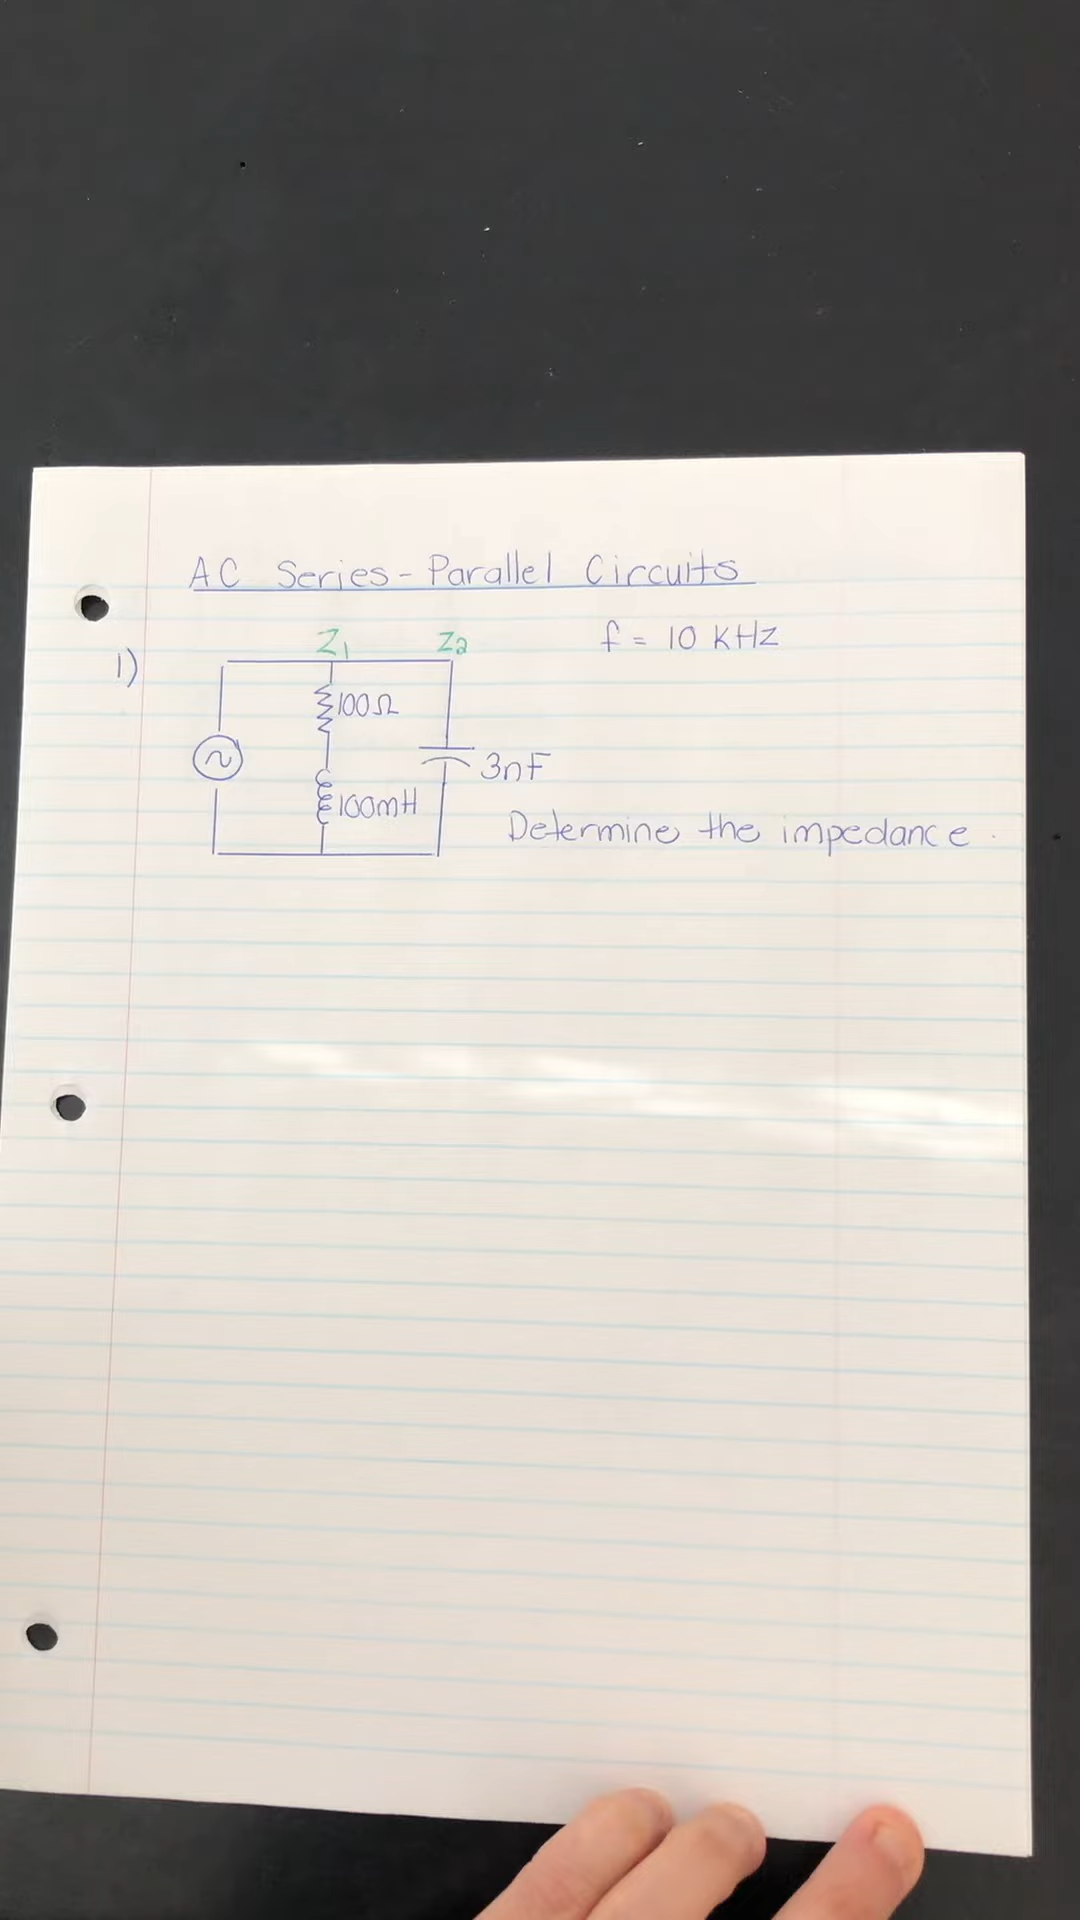 AC Series - Parallel Circuits
Z1 Z2 f = 10 KHz
1)
100Ω
3nF
100mH
Determine the impedance.